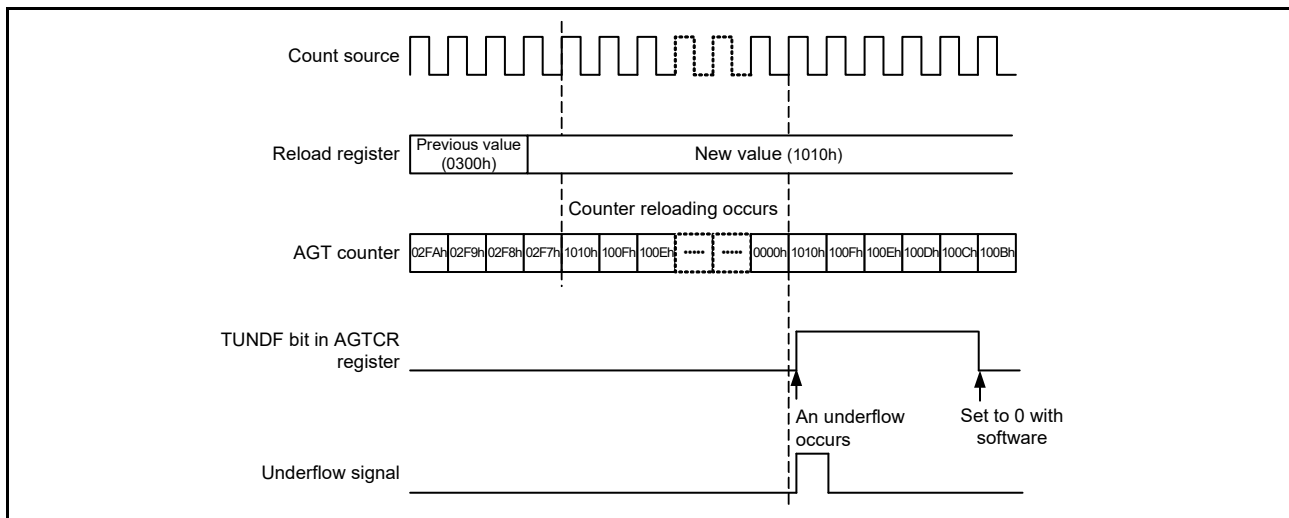 Count source
Reload register
Previous value
(0300h)
New value (1010h)
Counter reloading occurs
AGT counter
02FAh 02F9h 02F8h 02F7h 1010h 100Fh 100Eh ----- ----- 0000h 1010h 100Fh 100Eh 100Dh 100Ch 100Bh
TUNDF bit in AGTCR
register
An underflow
occurs
Set to 0 with
software
Underflow signal